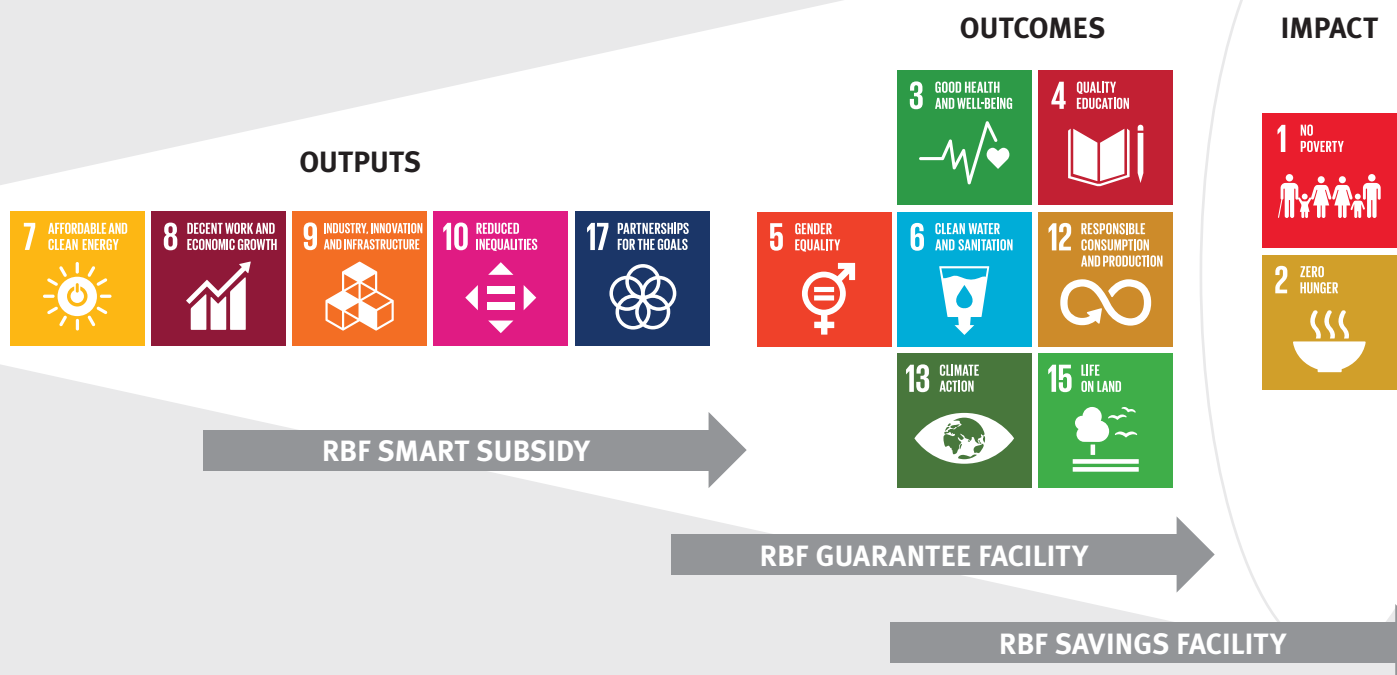 OUTCOMES
IMPACT
OUTPUTS
7 AFFORDABLE AND
CLEAN ENERGY
8 DECENT WORK AND
ECONOMIC GROWTH
9 INDUSTRY, INNOVATION
AND INFRASTRUCTURE
10 REDUCED
INEQUALITIES
17 PARTNERSHIPS
FOR THE GOALS
3 GOOD HEALTH
AND WELL-BEING
4 QUALITY
EDUCATION
5 GENDER
EQUALITY
6 CLEAN WATER
AND SANITATION
12 RESPONSIBLE
CONSUMPTION
AND PRODUCTION
13 CLIMATE
ACTION
15 LIFE
ON LAND
1 NO
POVERTY
2 ZERO
HUNGER
RBF SMART SUBSIDY
RBF GUARANTEE FACILITY
RBF SAVINGS FACILITY